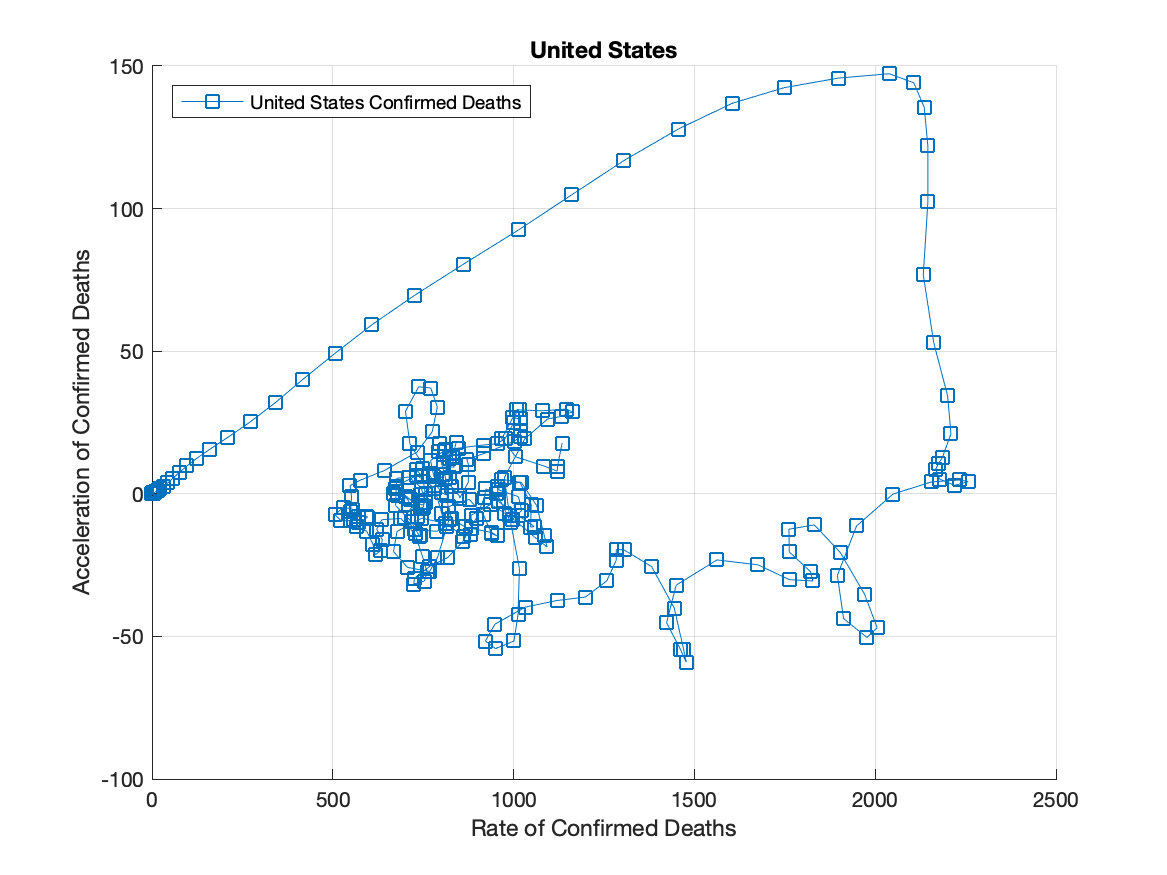 United States
United States Confirmed Deaths
150
100
50
0
-50
-100
Acceleration of Confirmed Deaths
0 500 1000 1500 2000 2500
Rate of Confirmed Deaths